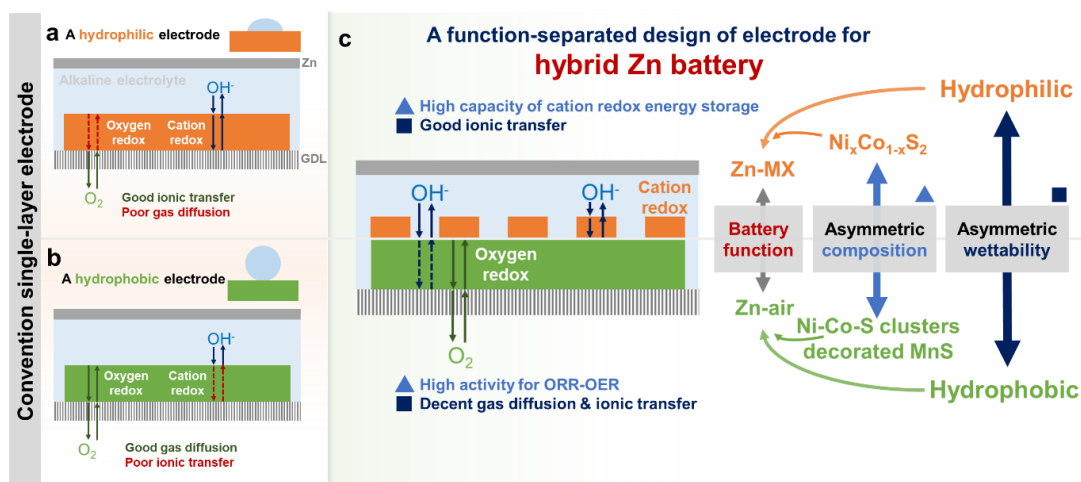 Convention single-layer electrode
a
A hydrophilic electrode
Zn
Alkaline electrolyte
OH-
Oxygen
redox
Cation
redox
GDL
O2
Good ionic transfer
Poor gas diffusion
b
A hydrophobic electrode
OH-
Oxygen
redox
Cation
redox
O2
Good gas diffusion
Poor ionic transfer
c
A function-separated design of electrode for
hybrid Zn battery
High capacity of cation redox energy storage
Good ionic transfer
OH-
OH-
Cation
redox
Oxygen
redox
O2
High activity for ORR-OER
Decent gas diffusion & ionic transfer
Hydrophilic
NixCo1-xS2
Zn-MX
Battery
function
Asymmetric
composition
Asymmetric
wettability
Zn-air
Ni-Co-S clusters
decorated MnS
Hydrophobic